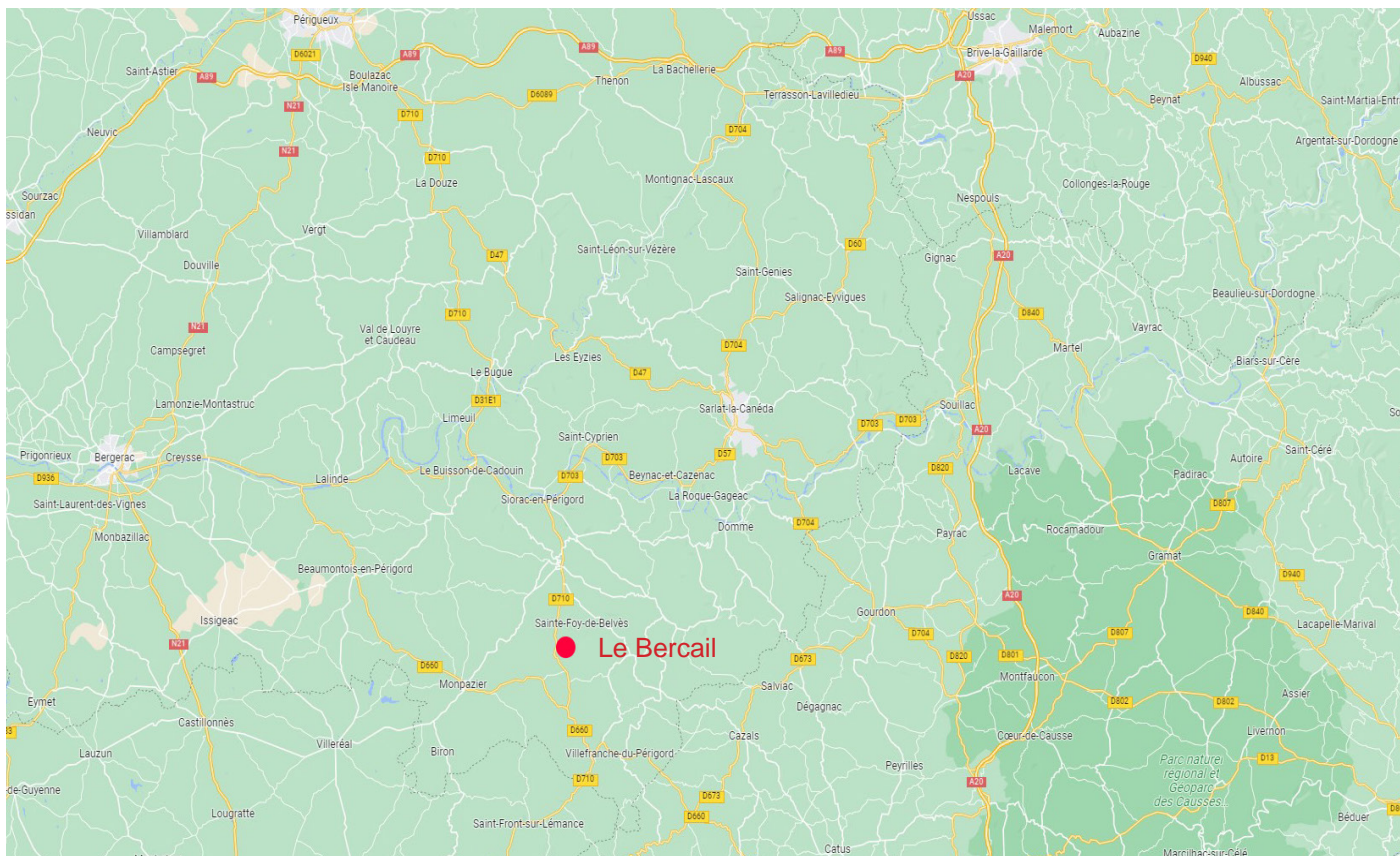 Ussac
Périgueux
Malemort
Aubazine
D6021
A89
A89
A89
Brive-la-Gaillarde
D940
Saint-Astier
A89
Boulazac
Isle Manoire
Thenon
La Bachellerie
A20
Albussac
D6089
Terrasson-Lavilledieu
Beynat
Saint-Martial-Entr
N21
D710
Neuvic
D704
Argentat-sur-Dordogne
N21
D710
La Douze
Montignac-Lascaux
Collonges-la-Rouge
Sourzac
Nespouls
ssidan
Villamblard
Vergt
Saint-Léon-sur-Vézère
D60
D47
Gignac
A20
Douville
Saint-Geniès
Salignac-Eyvigues
Beaulieu-sur-Dordogne
D710
D840
N21
Val de Louyre
et Caudeau
Vayrac
Campségret
Les Eyzies
D704
Martel
Biars-sur-Cère
Le Bugue
D47
D31E1
Lamonzie-Montastruc
Sarlat-la-Canéda
Souillac
Limeuil
D703
D703
So
A20
Saint-Cyprien
Prigonrieux
Bergerac
Creysse
D703
D57
Saint-Céré
Autoire
D936
Lalinde
Le Buisson-de-Cadouin
D703
Beynac-et-Cazenac
D820
Lacave
Padirac
Saint-Laurent-des-Vignes
Siorac-en-Périgord
La Roque-Gageac
D807
Monbazillac
Domme
D704
Payrac
Rocamadour
Gramat
Beaumontois-en-Périgord
D940
D710
A20
Issigeac
Sainte-Foy-de-Belvès
Gourdon
D840
Lacapelle-Marival
N21
Le Bercail
D704
D807
D660
D673
D820
D801
Monpazier
Salviac
Montfaucon
Eymet
Dégagnac
D802
D802
Assier
Castillonnès
33
D660
Cazals
Cœur-de-Causse
Livernon
Lauzun
Villeréal
Biron
Villefranche-du-Périgord
Peyrilles
Parc naturel
régional et
Géoparc
des Causses...
D13
de-Guyenne
D710
A20
D673
Lougratte
Saint-Front-sur-Lémance
D660
D8
Béduer
Catus
Marcilhac-sur-Célé